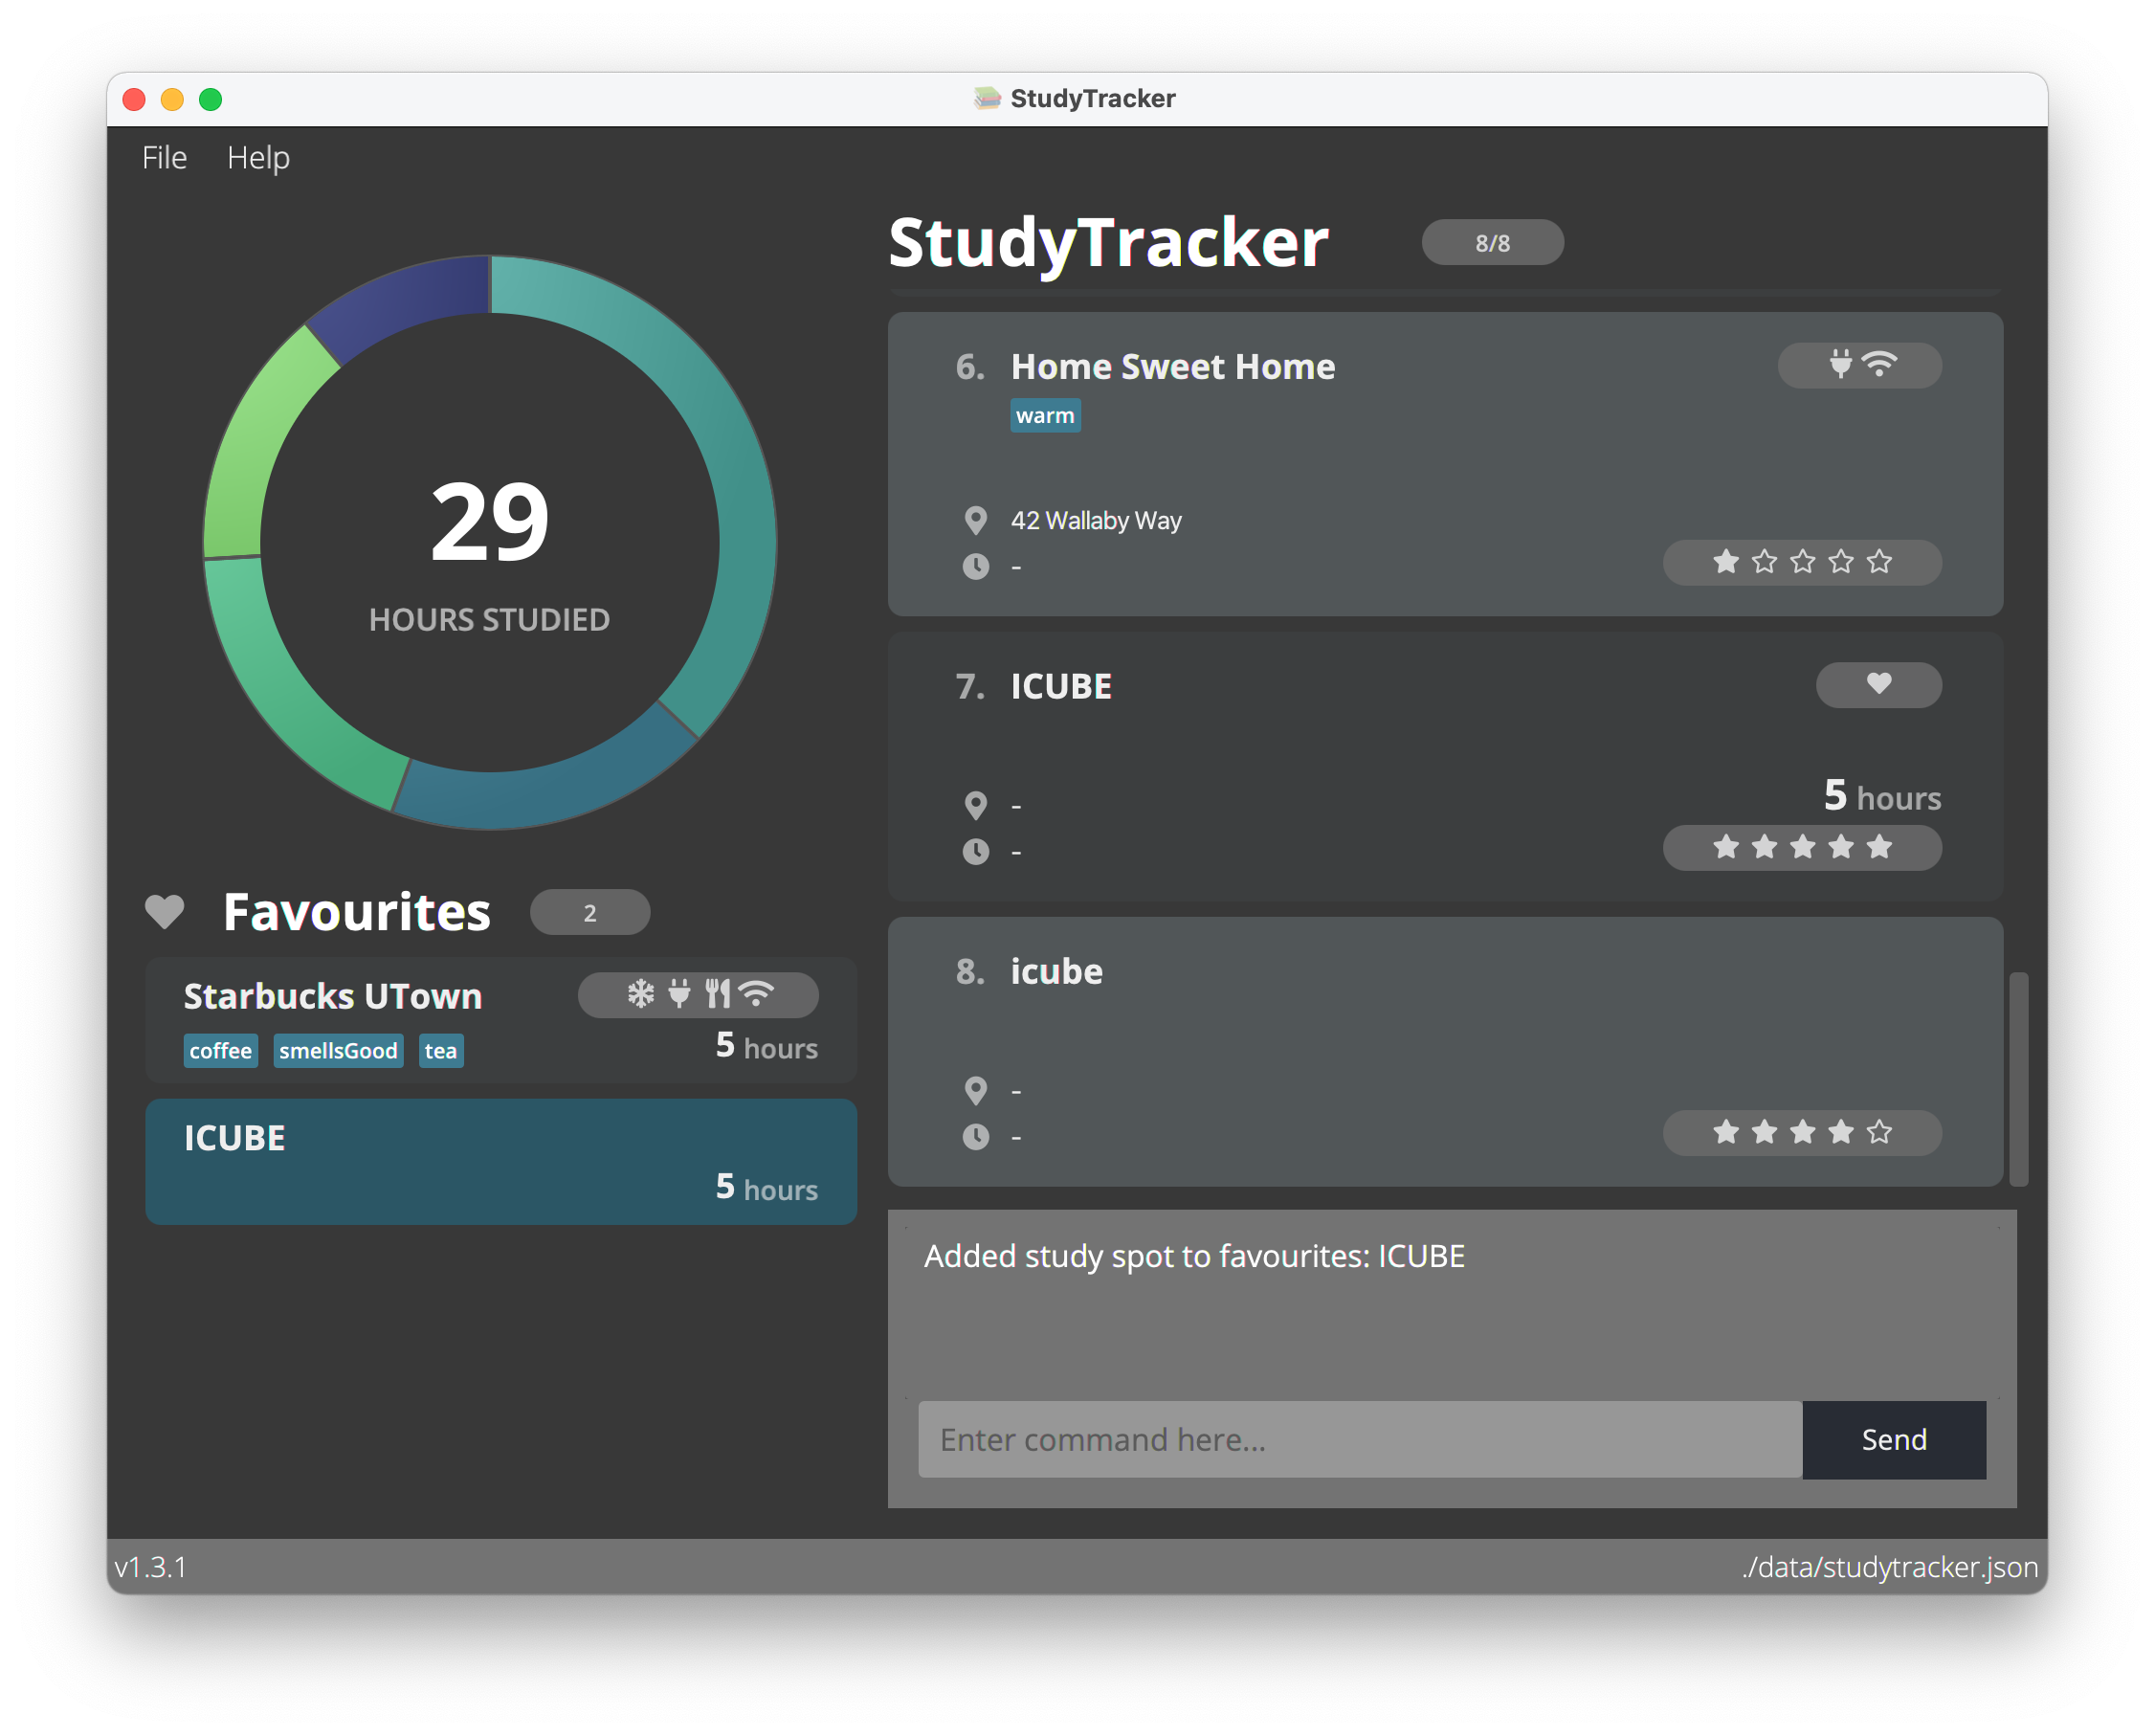 StudyTracker
File Help
29
HOURS STUDIED
Favourites 2
Starbucks UTown
coffee smellsGood tea 5 hours
ICUBE
5 hours
StudyTracker 8/8
6. Home Sweet Home
warm
42 Wallaby Way
-
7. ICUBE
-
5 hours
-
8. icube
-
-
Added study spot to favourites: ICUBE
Enter command here... Send
v1.3.1 ./data/studytracker.json